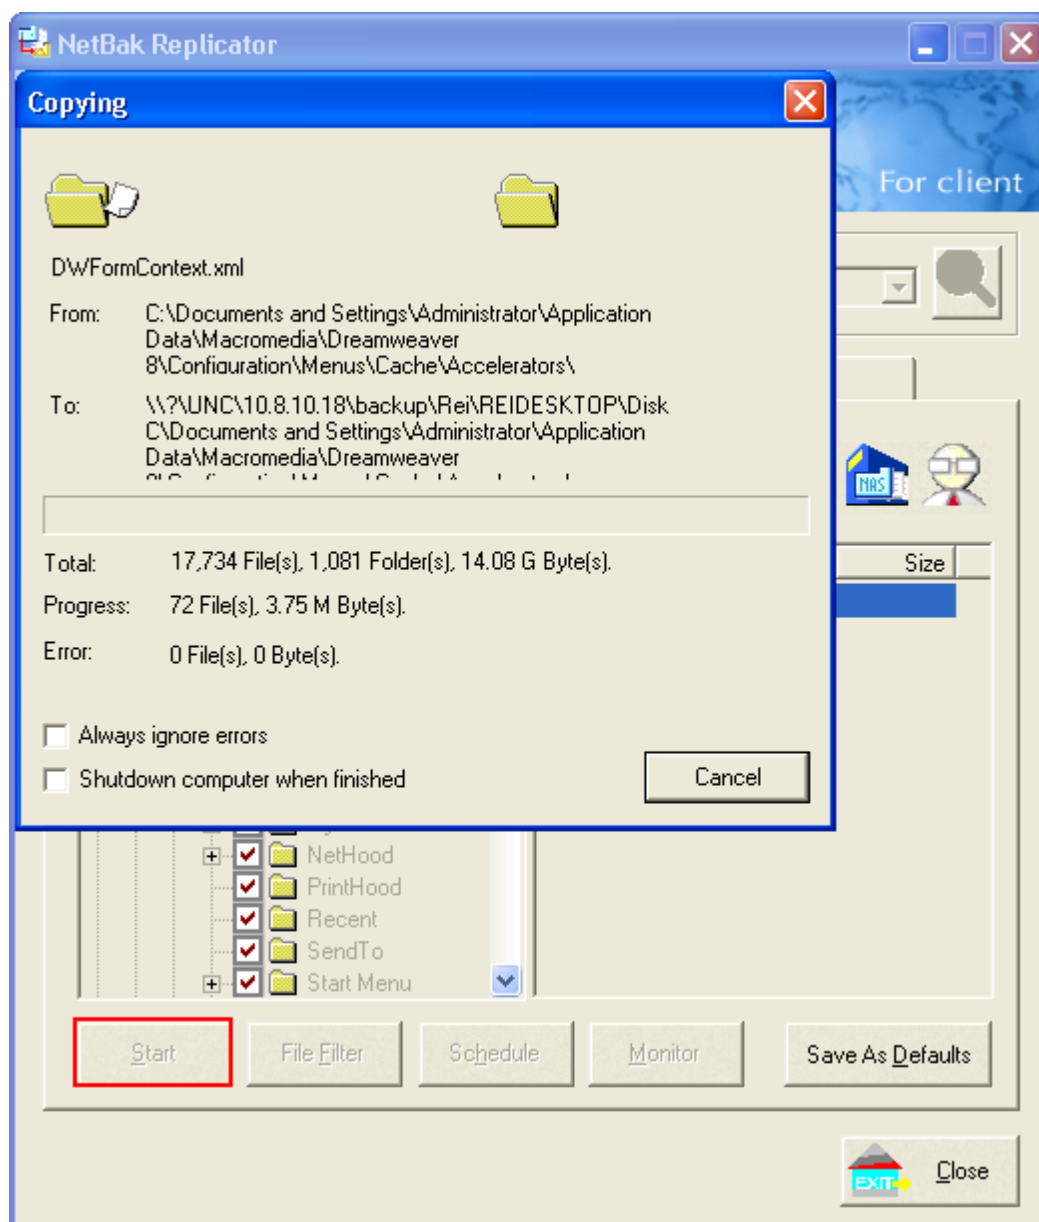 NetBak Replicator
Copying
For client
DWFormContext.xml
From: C:\Documents and Settings\Administrator\Application
Data\Macromedia\Dreamweaver
8\Configuration\Menus\Cache\Accelerators\
To: \\?\UNC\10.8.10.18\backup\Rei\REIDESKTOP\Disk
C\Documents and Settings\Administrator\Application
Data\Macromedia\Dreamweaver
NAS
Total: 17,734 File(s), 1,081 Folder(s), 14.08 G Byte(s).
Size
Progress: 72 File(s), 3.75 M Byte(s).
Error: 0 File(s), 0 Byte(s).
Always ignore errors
Shutdown computer when finished
Cancel
NetHood
PrintHood
Recent
SendTo
Start Menu
Start File Filter Schedule Monitor Save As Defaults
EXIT Close